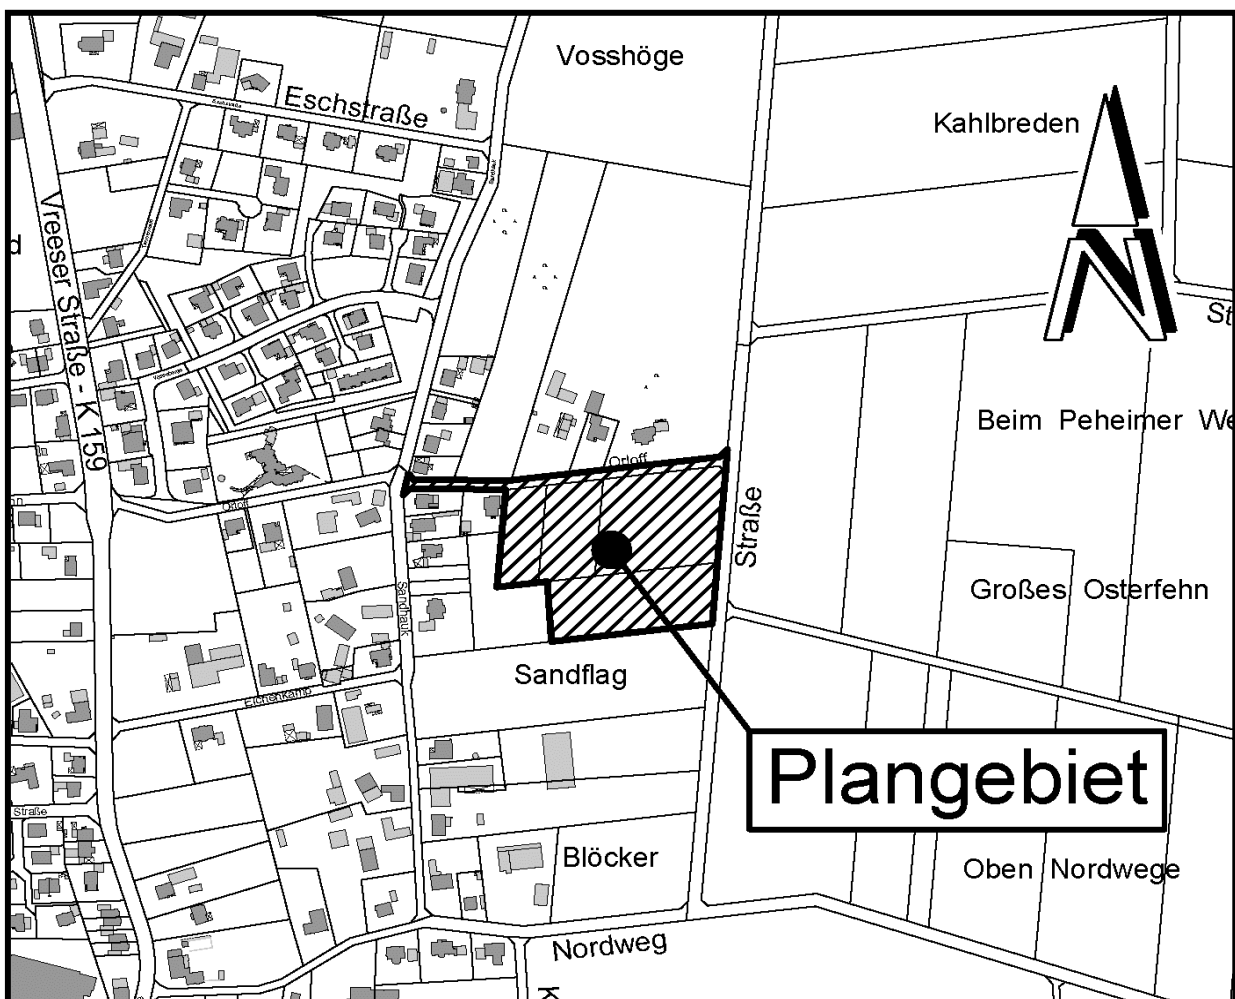 Vosshöge
Eschstraße
Eschstraße
Kahlbreden
N
d
Vreeser Straße - K 159
St
Beim Peheimer We
Orloff
Orloff
Straße
Sandhauk
Großes Osterfehn
Sandflag
Eichenkamp
Plangebiet
Straße
Blöcker
Oben Nordwege
Nordweg
K